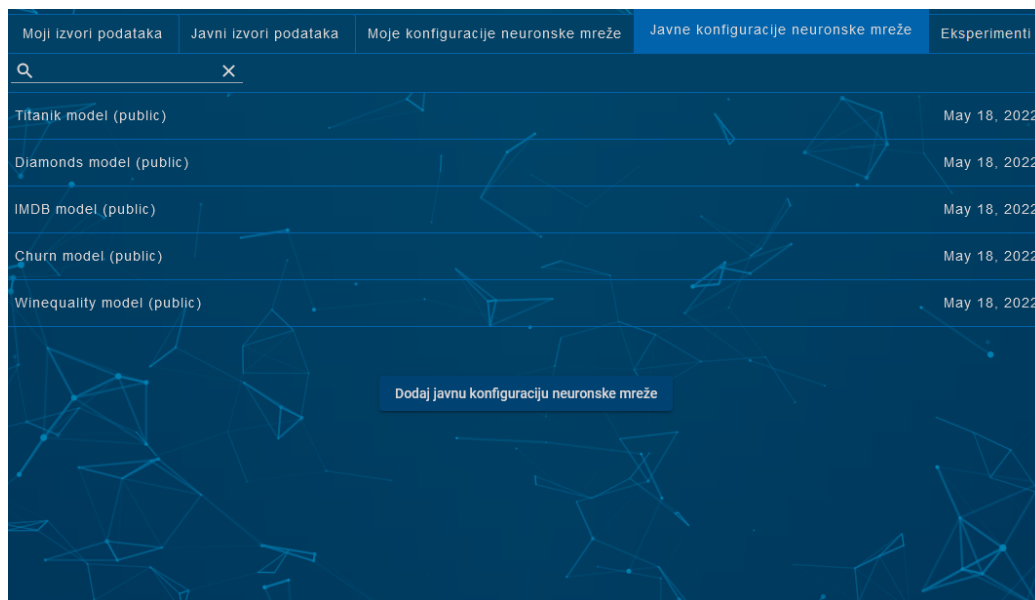 Moji izvori podataka Javni izvori podataka Moje konfiguracije neuronske mreže Javne konfiguracije neuronske mreže Eksperimenti
Titanik model (public) May 18, 2022
Diamonds model (public) May 18, 2022
IMDB model (public) May 18, 2022
Churn model (public) May 18, 2022
Winequality model (public) May 18, 2022
Dodaj javnu konfiguraciju neuronske mreže